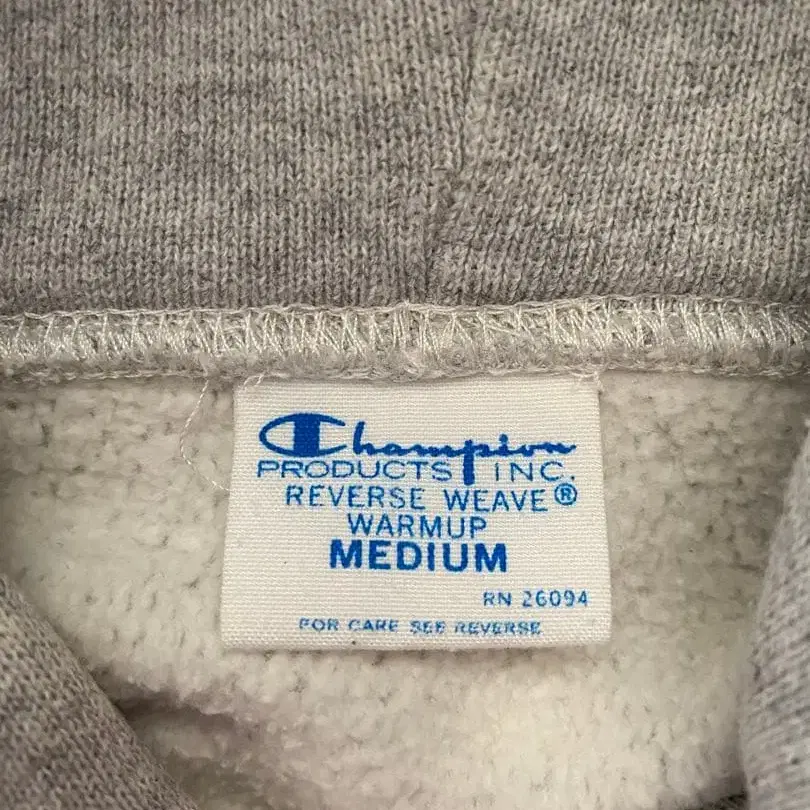 Champion
PRODUCTS INC.
REVERSE WEAVE®
WARMUP
MEDIUM
RN 26094
FOR CARE SEE REVERSE